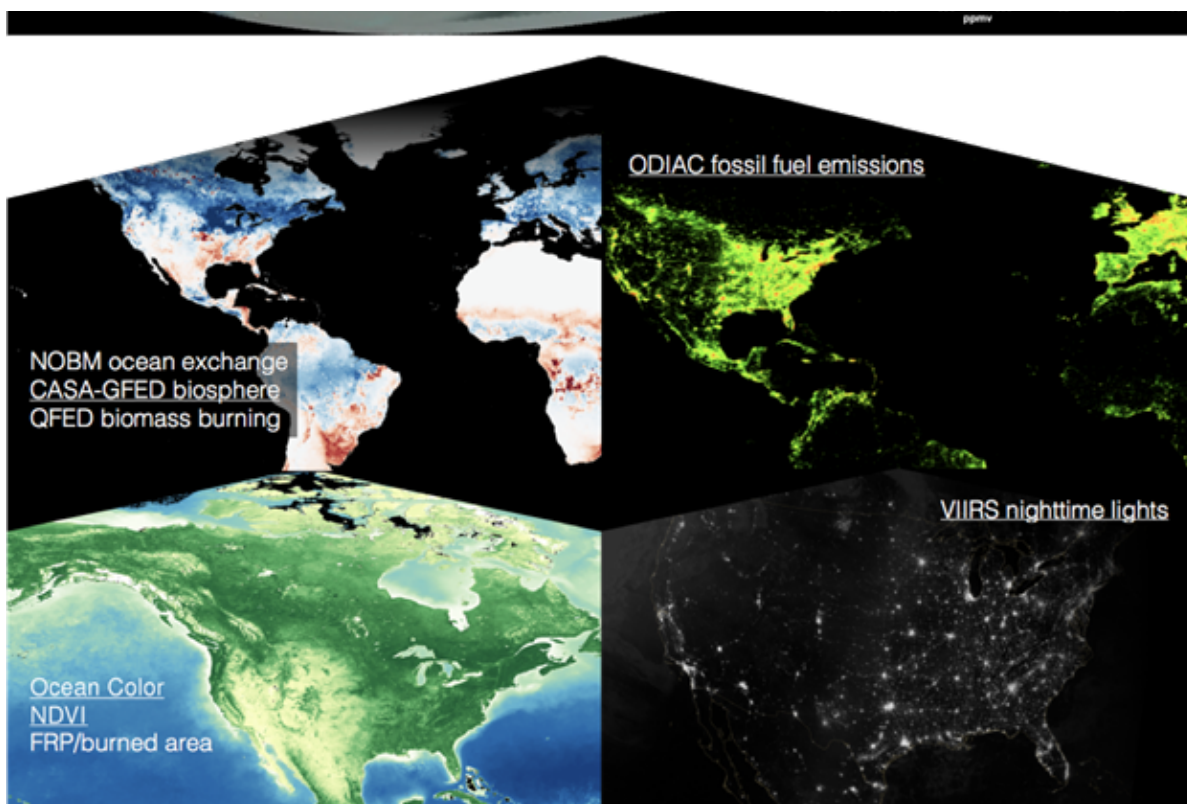 ppmv
ODIAC fossil fuel emissions
NOBM ocean exchange
CASA-GFED biosphere
QFED biomass burning
VIIRS nighttime lights
Ocean Color
NDVI
FRP/burned area